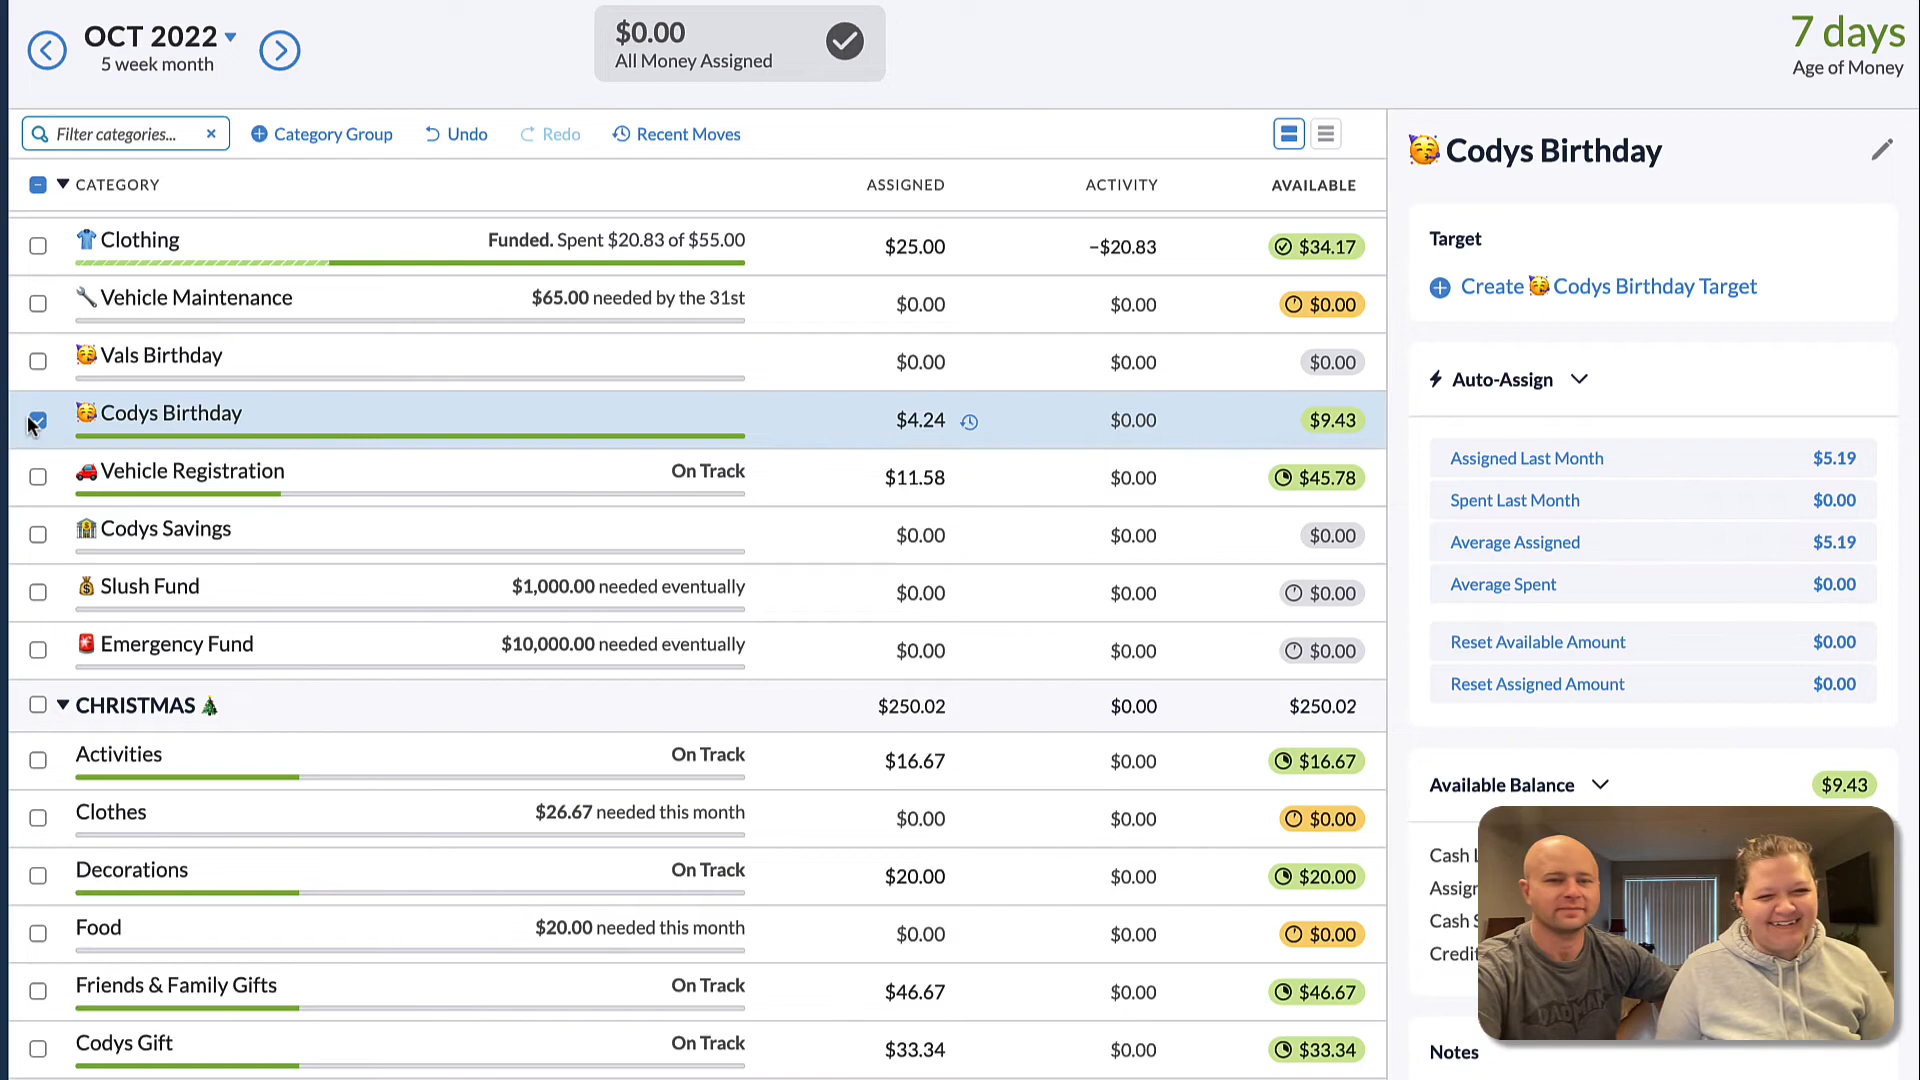 OCT 2022
5 week month
$0.00
All Money Assigned
7 days
Age of Money
Filter categories...
Category Group
Undo
Redo
Recent Moves
CATEGORY
ASSIGNED
ACTIVITY
AVAILABLE
Clothing
Funded. Spent $20.83 of $55.00
$25.00
−$20.83
$34.17
Vehicle Maintenance
$65.00 needed by the 31st
$0.00
$0.00
$0.00
Vals Birthday
$0.00
$0.00
$0.00
Codys Birthday
$4.24
$0.00
$9.43
Vehicle Registration
On Track
$11.58
$0.00
$45.78
Codys Savings
$0.00
$0.00
$0.00
Slush Fund
$1,000.00 needed eventually
$0.00
$0.00
$0.00
Emergency Fund
$10,000.00 needed eventually
$0.00
$0.00
$0.00
CHRISTMAS
$250.02
$0.00
$250.02
Activities
On Track
$16.67
$0.00
$16.67
Clothes
$26.67 needed this month
$0.00
$0.00
$0.00
Decorations
On Track
$20.00
$0.00
$20.00
Food
$20.00 needed this month
$0.00
$0.00
$0.00
Friends & Family Gifts
On Track
$46.67
$0.00
$46.67
Codys Gift
On Track
$33.34
$0.00
$33.34
Codys Birthday
Target
Create Codys Birthday Target
Auto-Assign
Assigned Last Month
$5.19
Spent Last Month
$0.00
Average Assigned
$5.19
Average Spent
$0.00
Reset Available Amount
$0.00
Reset Assigned Amount
$0.00
Available Balance
$9.43
Cash
Cash
Notes